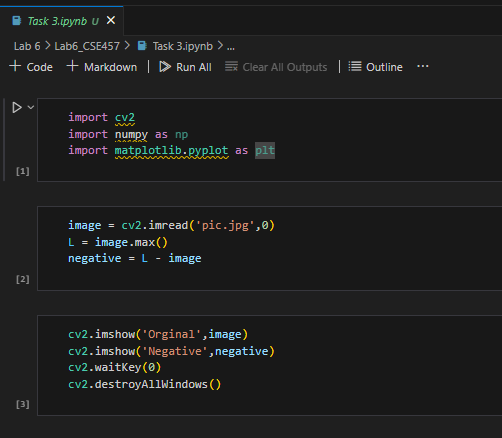 Task 3.ipynb U
Lab 6 > Lab6_CSE457 > Task 3.ipynb > ...
+ Code + Markdown | Run All Clear All Outputs | Outline ...
import cv2
import numpy as np
import matplotlib.pyplot as plt
[1]
image = cv2.imread('pic.jpg',0)
L = image.max()
negative = L - image
[2]
cv2.imshow('Orginal',image)
cv2.imshow('Negative',negative)
cv2.waitKey(0)
cv2.destroyAllWindows()
[3]